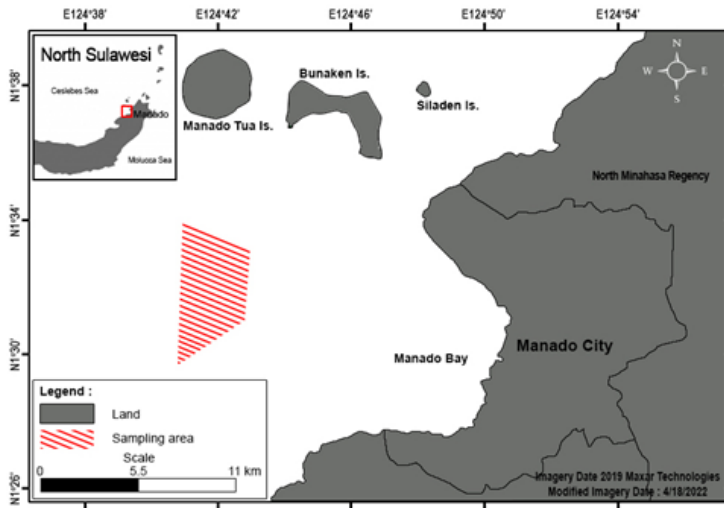 E124°38' E124°42' E124°46' E124°50' E124°54'
N1°38'
N1°34'
N1°30'
N1°26'
North Sulawesi
Ceslebes Sea
Manado
Molucca Sea
Manado Tua Is.
Bunaken Is.
Siladen Is.
N
W E
S
North Minahasa Regency
Manado Bay
Manado City
Legend :
Land
Sampling area
Scale
0 5.5 11 km
Imagery Date 2019 Maxar Technologies
Modified Imagery Date : 4/18/2022